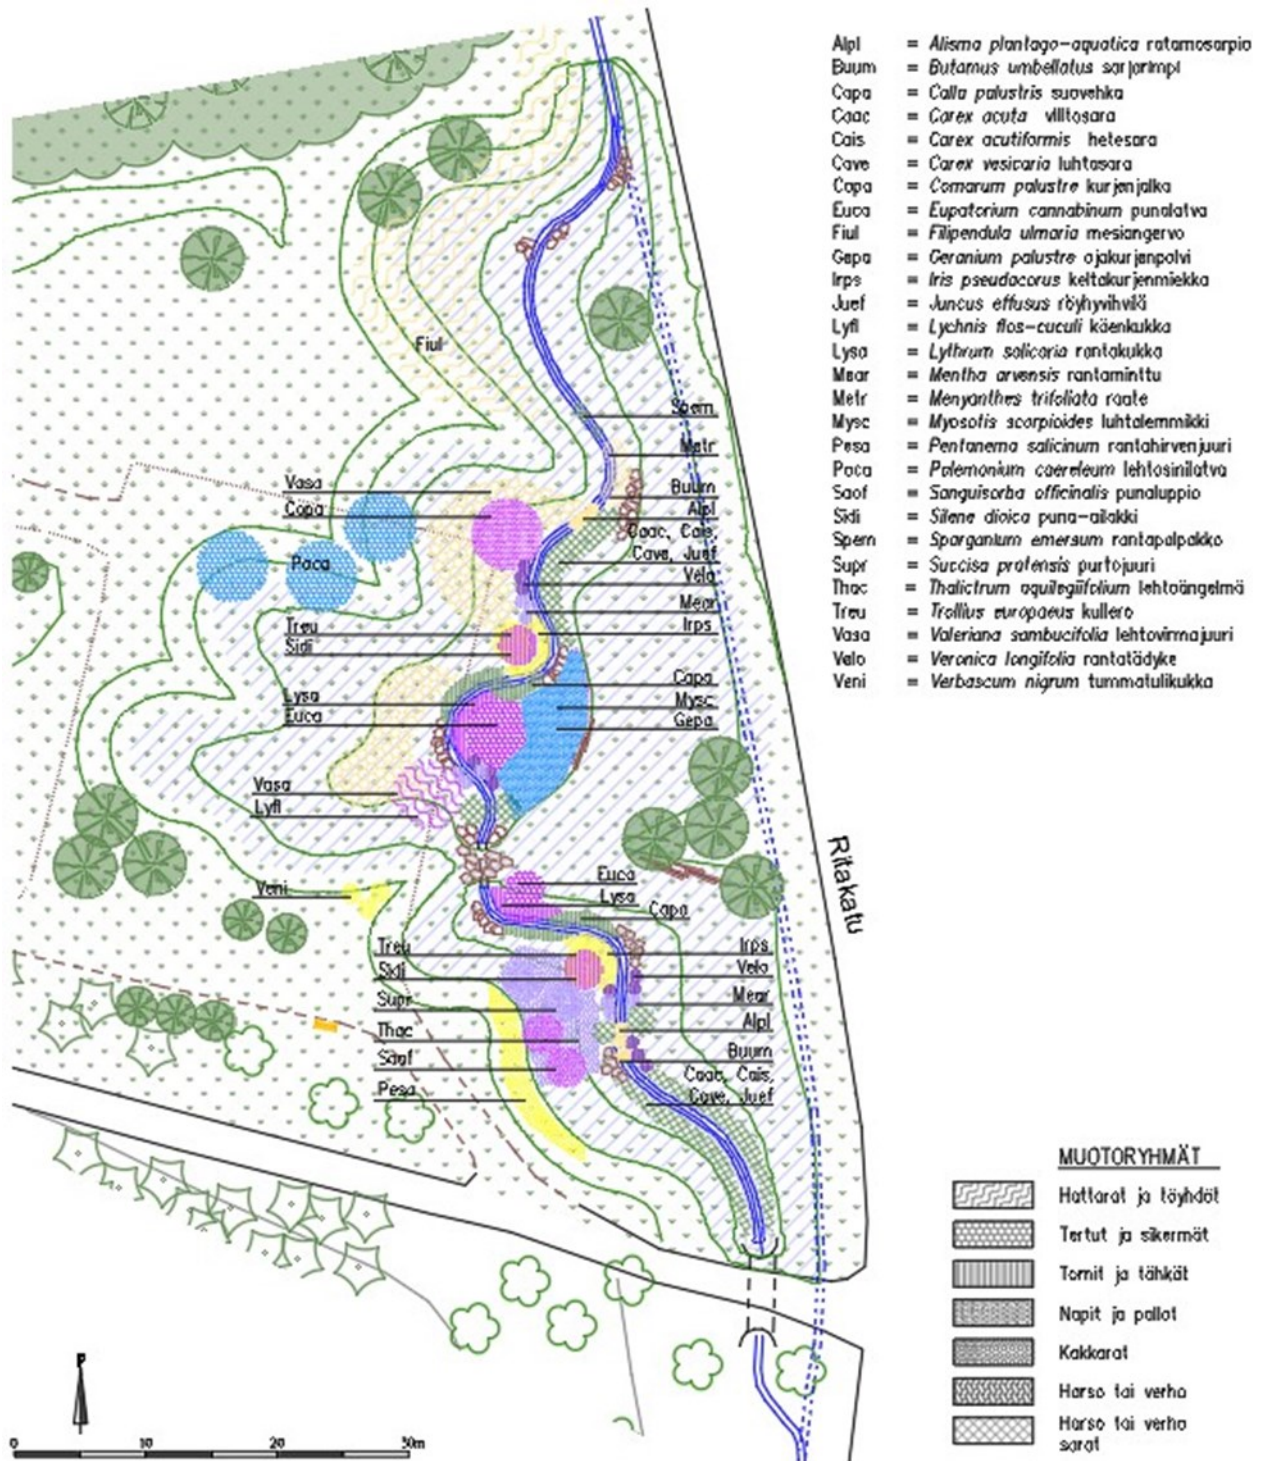 Alpl = Alisma plantago-aquatica ratamosarpio
Buum = Butomus umbellatus sarjarimpi
Capa = Calla palustris suovehka
Caac = Carex acuta viiltosara
Cais = Carex acutiformis hetesara
Cave = Carex vesicaria luhtasara
Copa = Comarum palustre kurjenjalka
Euca = Eupatorium cannabinum punalatva
Fiul = Filipendula ulmaria mesiangervo
Gepa = Geranium palustre ojakurjenpolvi
Irps = Iris pseudacorus keltakurjenmiekka
Juef = Juncus effusus röyhyvihvilä
Lyfl = Lychnis flos-cuculi käenkukka
Lysa = Lythrum salicaria rantakukka
Mear = Mentha arvensis rantaminttu
Metr = Menyanthes trifoliata raate
Mysc = Myosotis scorpioides luhtalemmikki
Pesa = Pentanema salicinum rantahirvenjuuri
Poca = Polemonium caereleum lehtosinilatva
Saof = Sanguisorba officinalis punaluppio
Sidi = Silene dioica puna-ailakki
Spem = Sparganium emersum rantapalpakko
Supr = Succisa pratensis purtojuuri
Thac = Thalictrum aquilegiifolium lehtoängelmä
Treu = Trollius europaeus kullero
Vasa = Valeriana sambucifolia lehtovirmajuuri
Velo = Veronica longifolia rantatädyke
Veni = Verbascum nigrum tummatulikukka
Fiul
Spem
Metr
Vasa
Copa
Buum
Alpl
Caac, Cais,
Cave, Juef
Poca
Velo
Mear
Irps
Treu
Sidi
Capa
Mysc
Gepa
Lysa
Euca
Vasa
Lyfl
Ritakatu
Veni
Euca
Lysa
Capa
Treu
Sidi
Supr
Thac
Saof
Pesa
Irps
Velo
Mear
Alpl
Buum
Caac, Cais,
Cave, Juef
MUOTORYHMÄT
Hattarat ja töyhdöt
Tertut ja sikermät
Tornit ja tähkät
Napit ja pallot
Kakkarat
Harso tai verho
Harso tai verho
sarat
P
0 10 20 30m